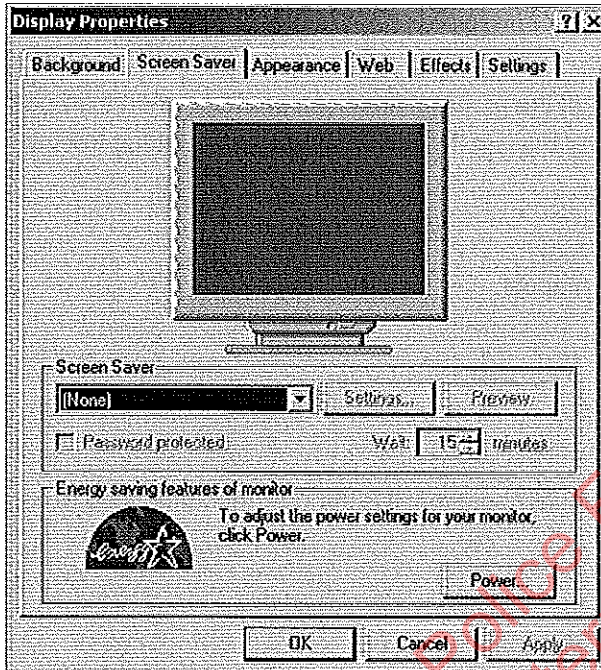 Display Properties
Background Screen Saver Appearance Web Effects Settings
Screen Saver
(None) Settings... Preview
Password protected Wait: 15 minutes
Energy saving features of monitor
To adjust the power settings for your monitor,
click Power.
energy
Power...
OK Cancel Apply
Police